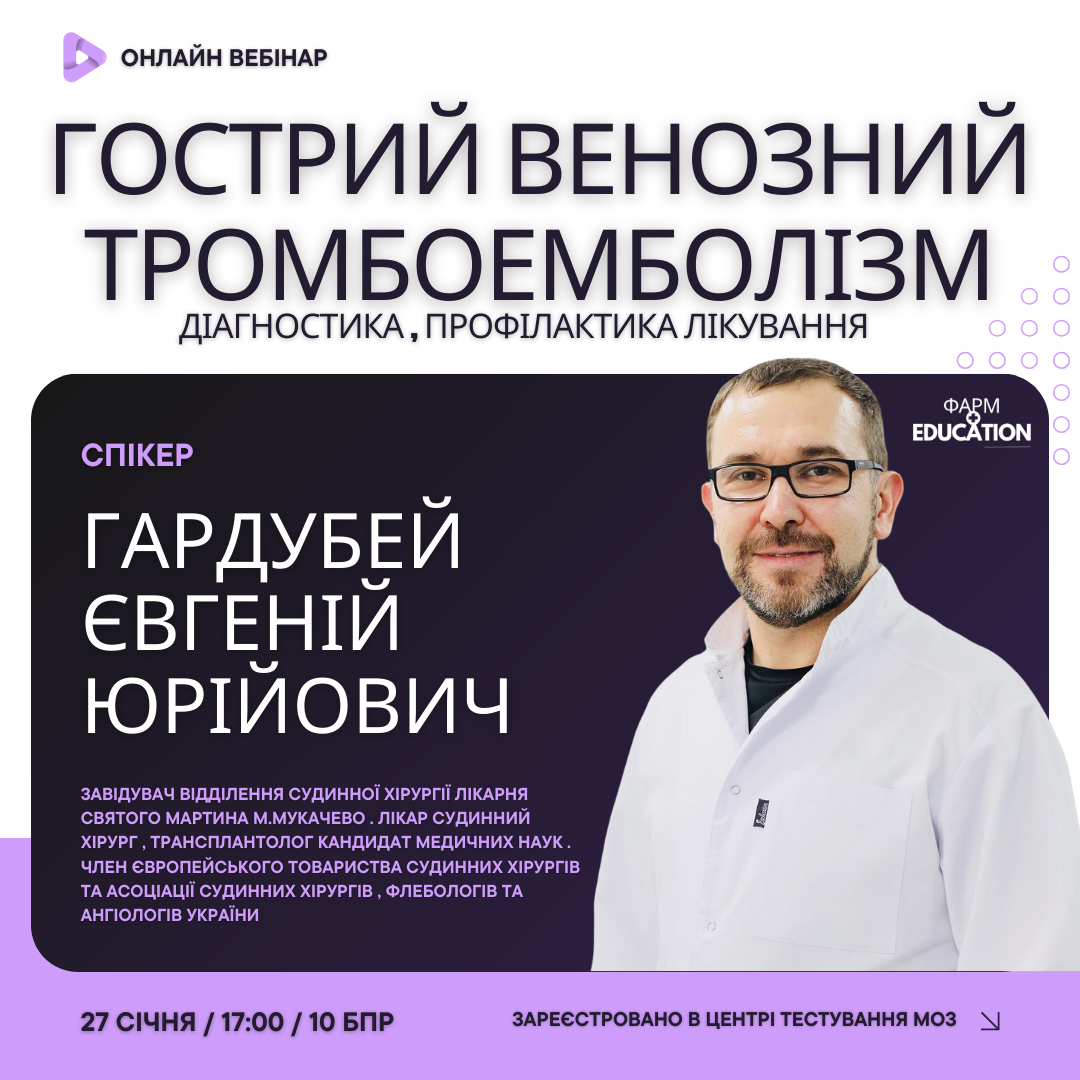 ОНЛАЙН ВЕБІНАР
ГОСТРИЙ ВЕНОЗНИЙ
ТРОМБОЕМБОЛІЗМ
ДІАГНОСТИКА , ПРОФІЛАКТИКА ЛІКУВАННЯ
ФАРМ
EDUCATION
СПІКЕР
ГАРДУБЕЙ
ЄВГЕНІЙ
ЮРІЙОВИЧ
ЗАВІДУВАЧ ВІДДІЛЕННЯ СУДИННОЇ ХІРУРГІЇ ЛІКАРНЯ
СВЯТОГО МАРТИНА М.МУКАЧЕВО . ЛІКАР СУДИННИЙ
ХІРУРГ , ТРАНСПЛАНТОЛОГ КАНДИДАТ МЕДИЧНИХ НАУК .
ЧЛЕН ЄВРОПЕЙСЬКОГО ТОВАРИСТВА СУДИННИХ ХІРУРГІВ
ТА АСОЦІАЦІЇ СУДИННИХ ХІРУРГІВ , ФЛЕБОЛОГІВ ТА
АНГІОЛОГІВ УКРАЇНИ
27 СІЧНЯ / 17:00 / 10 БПР
ЗАРЕЄСТРОВАНО В ЦЕНТРІ ТЕСТУВАННЯ МОЗ